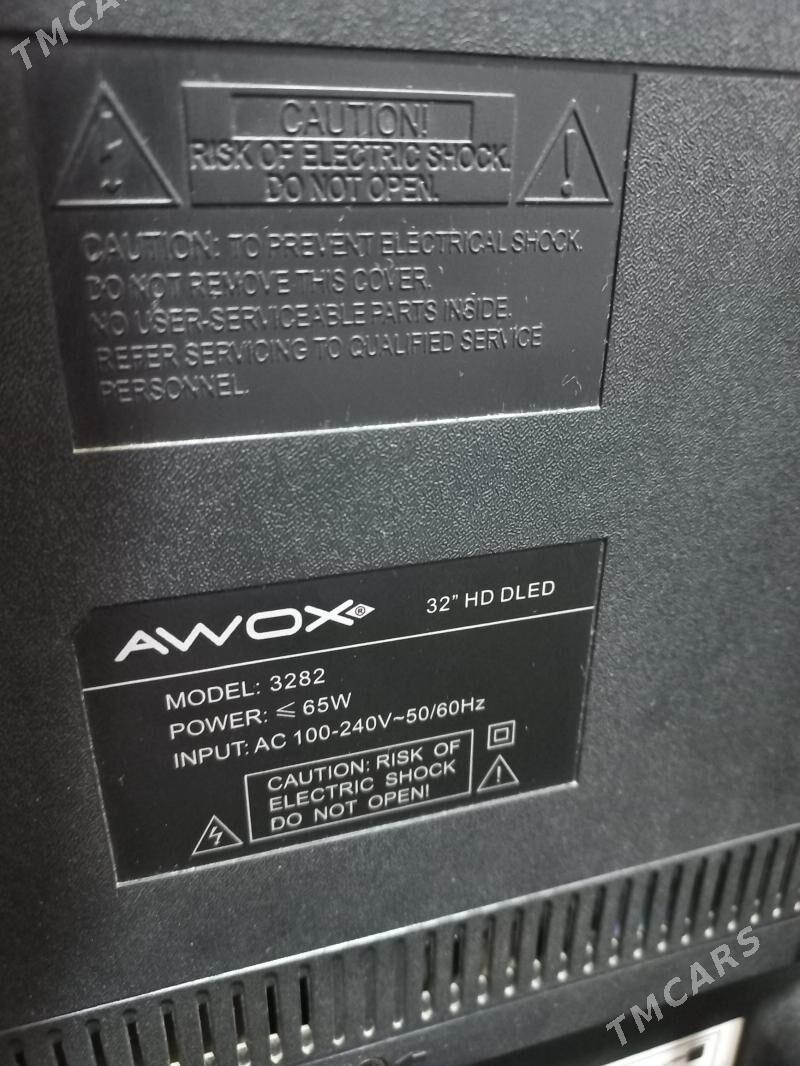 TMCARS
CAUTION!
RISK OF ELECTRIC SHOCK.
DO NOT OPEN.
CAUTION: TO PREVENT ELECTRICAL SHOCK.
DO NOT REMOVE THIS COVER.
NO USER-SERVICEABLE PARTS INSIDE.
REFER SERVICING TO QUALIFIED SERVICE
PERSONNEL.
AWOX® 32” HD DLED
MODEL: 3282
POWER: ≤ 65W
INPUT: AC 100-240V~50/60Hz
CAUTION: RISK OF
ELECTRIC SHOCK
DO NOT OPEN!
TMCARS